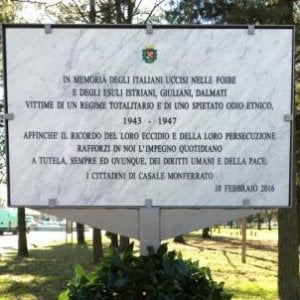 IN MEMORIA DEGLI ITALIANI UCCISI NELLE FOIBE
E DEGLI ESULI ISTRIANI, GIULIANI, DALMATI
VITTIME DI UN REGIME TOTALITARIO E DI UNO SPIETATO ODIO ETNICO,
1943 - 1947
AFFINCHE' IL RICORDO DEL LORO ECCIDIO E DELLA LORO PERSECUZIONE
RAFFORZI IN NOI L'IMPEGNO QUOTIDIANO
A TUTELA, SEMPRE ED OVUNQUE, DEI DIRITTI UMANI E DELLA PACE.
I CITTADINI DI CASALE MONFERRATO
10 FEBBRAIO 2016